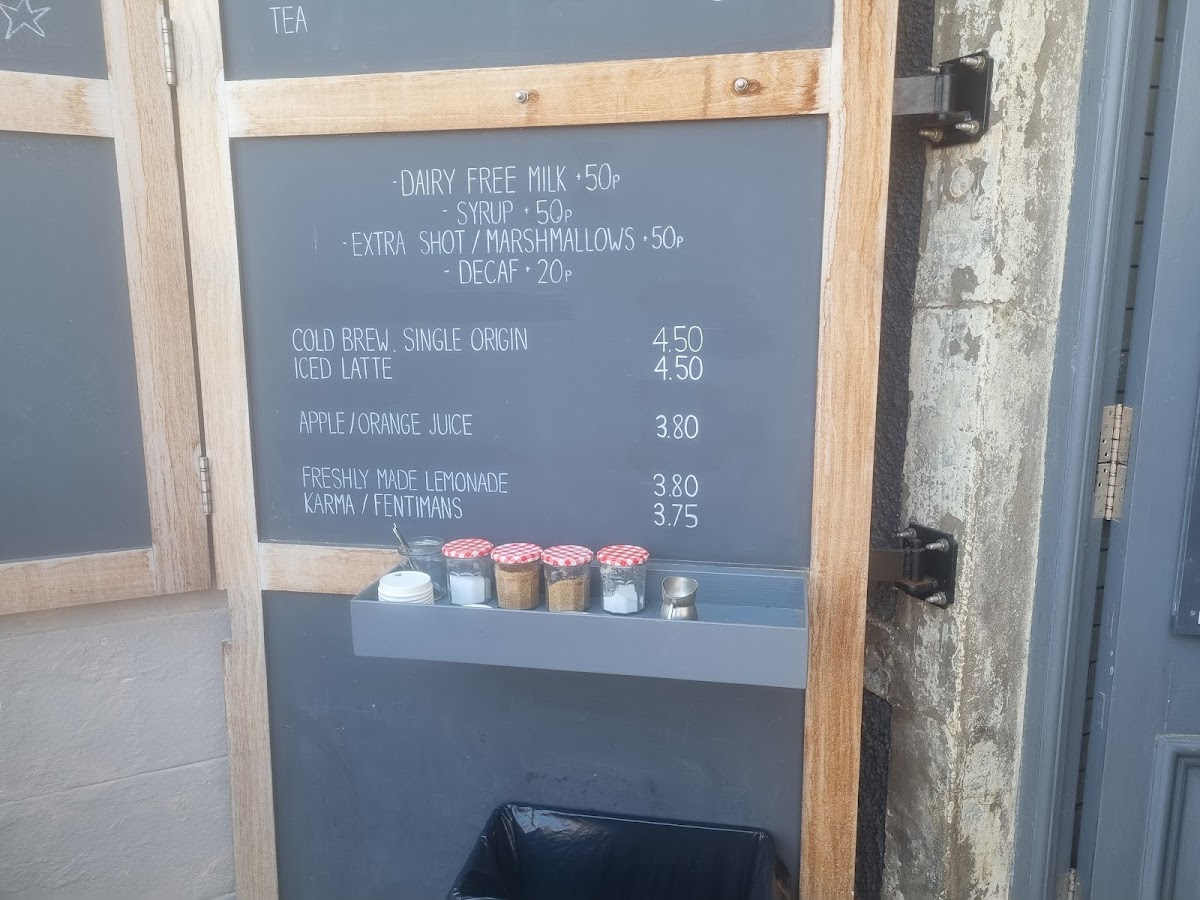 TEA
-DAIRY FREE MILK +50p
- SYRUP + 50p
-EXTRA SHOT / MARSHMALLOWS +50p
- DECAF + 20p
COLD BREW, SINGLE ORIGIN 4.50
ICED LATTE 4.50
APPLE/ORANGE JUICE 3.80
FRESHLY MADE LEMONADE 3.80
KARMA / FENTIMANS 3.75